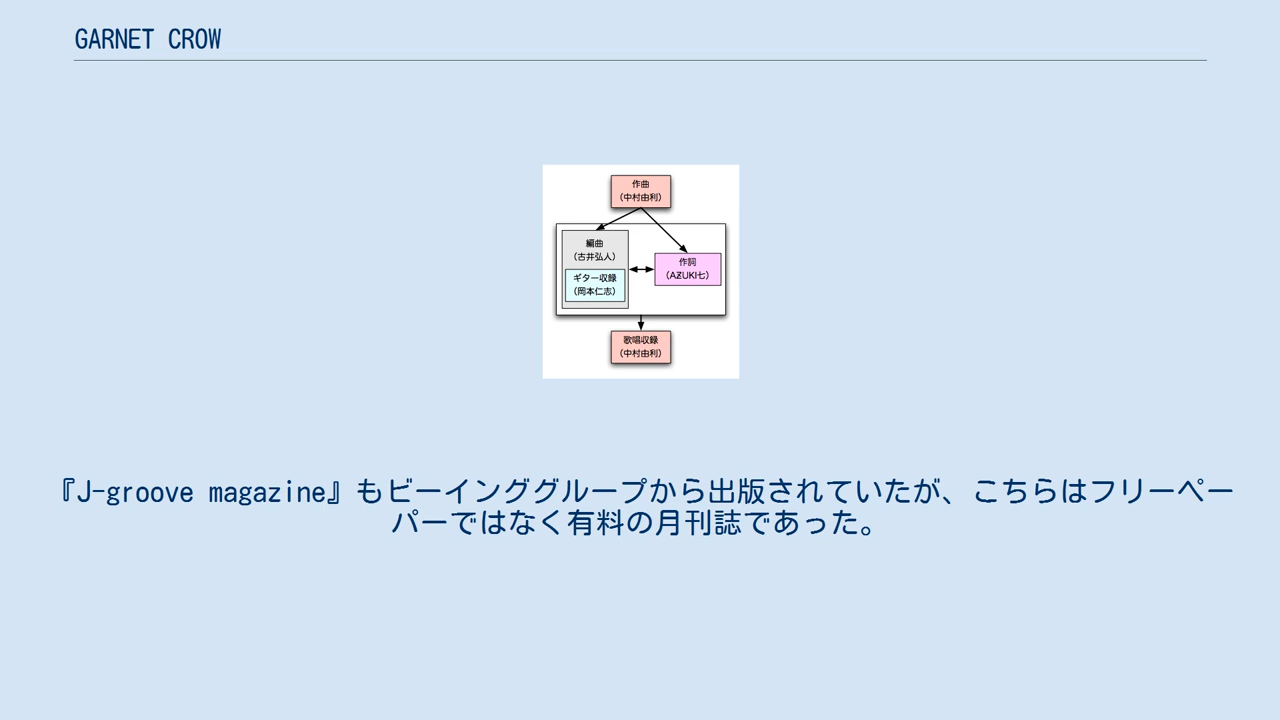 GARNET CROW
作曲
（中村由利）
編曲
（古井弘人）
ギター収録
（岡本仁志）
作詞
（AƵUKI七）
歌唱収録
（中村由利）
『J-groove magazine』もビーインググループから出版されていたが、こちらはフリーペー
パーではなく有料の月刊誌であった。